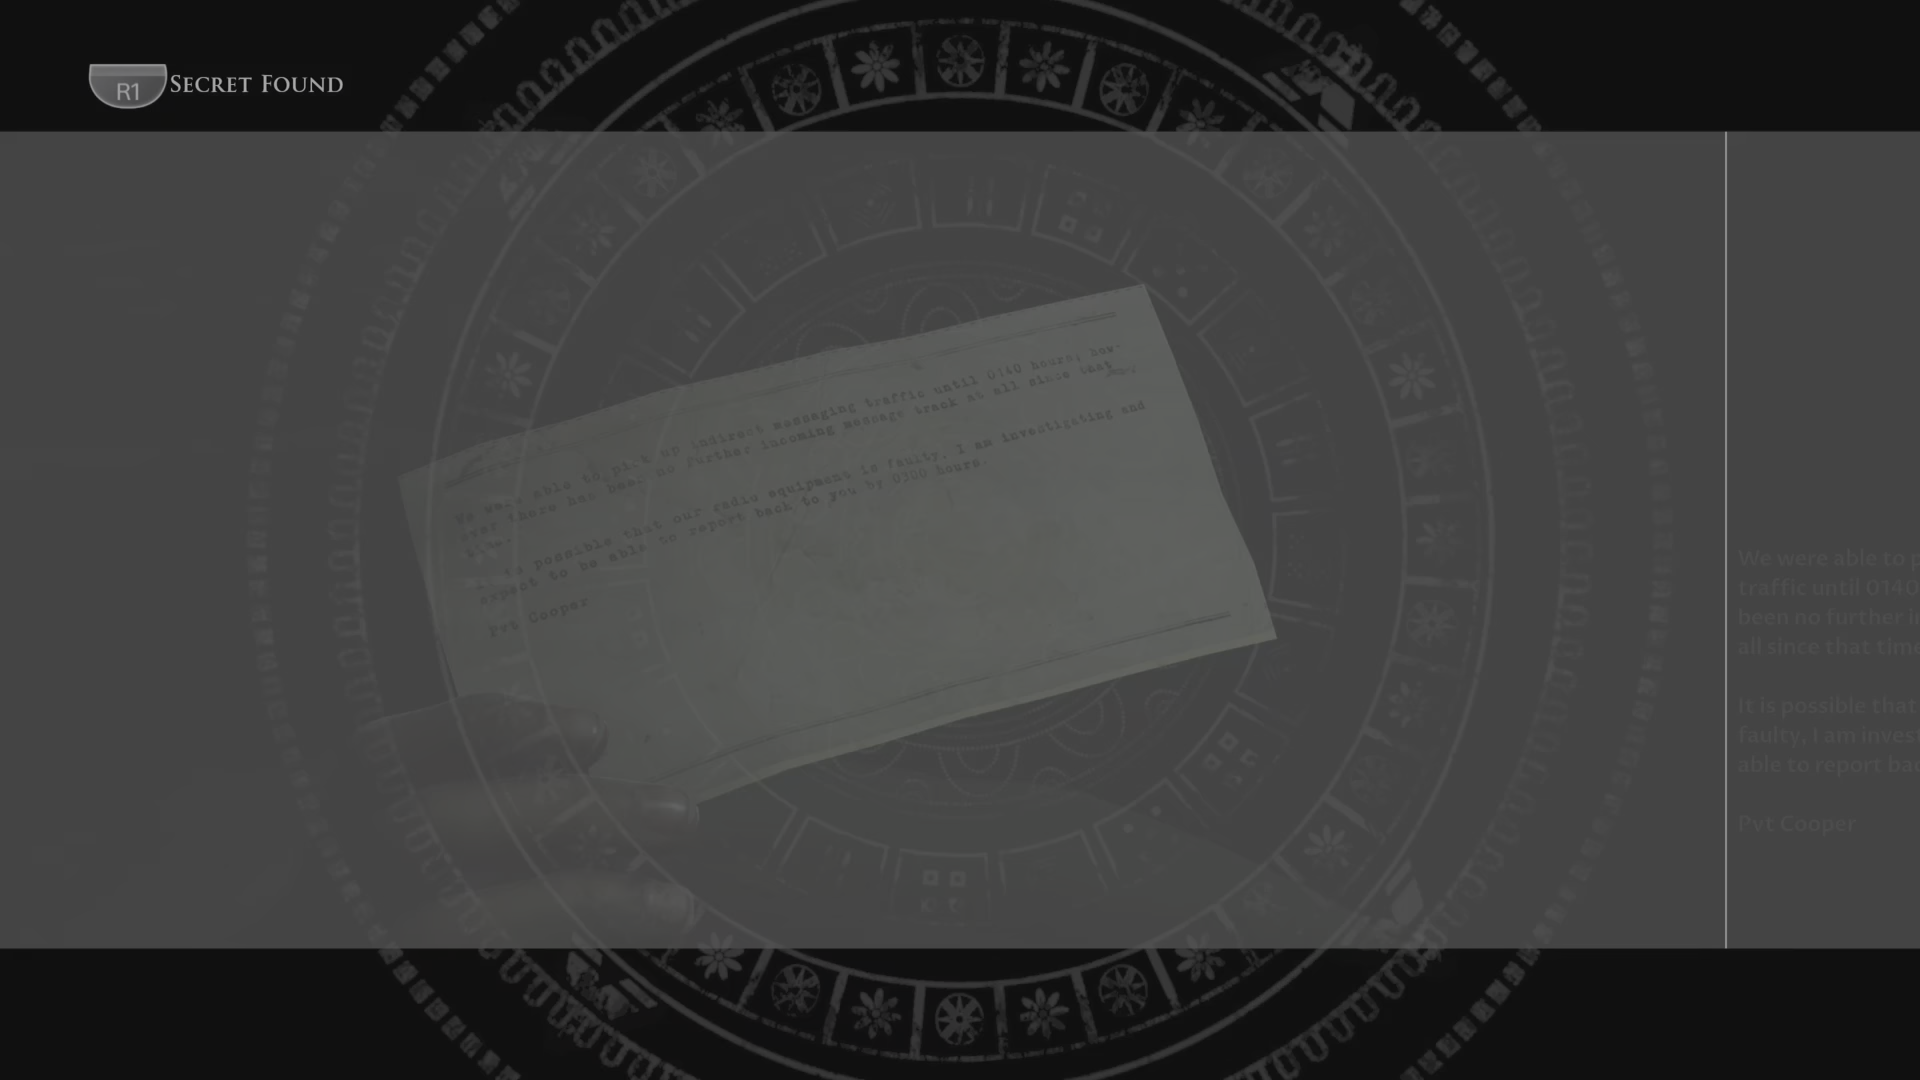 R1 SECRET FOUND
We were able to pick up indirect messaging traffic until 0140 hours; how-
ever there has been no further incoming message track at all since that
time.
It is possible that our radio equipment is faulty, I am investigating and
expect to be able to report back to you by 0300 hours.
Pvt Cooper
We were able to p
traffic until 0140
been no further i
all since that time
It is possible that
faulty, I am invest
able to report bac
Pvt Cooper